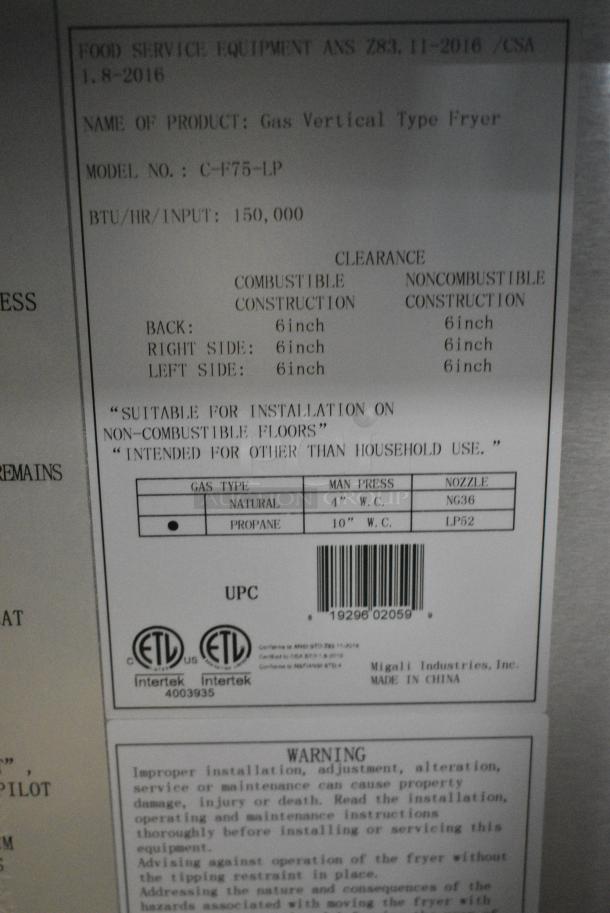 FOOD SERVICE EQUIPMENT ANS Z83.11-2016 /CSA
1.8-2016
NAME OF PRODUCT: Gas Vertical Type Fryer
MODEL NO.: C-F75-LP
BTU/HR/INPUT: 150,000
CLEARANCE
COMBUSTIBLE NONCOMBUSTIBLE
CONSTRUCTION CONSTRUCTION
BACK: 6inch 6inch
RIGHT SIDE: 6inch 6inch
LEFT SIDE: 6inch 6inch
“SUITABLE FOR INSTALLATION ON
NON-COMBUSTIBLE FLOORS”
“INTENDED FOR OTHER THAN HOUSEHOLD USE.”
GAS TYPE MAN PRESS NOZZLE
NATURAL 4” W.C. NG36
● PROPANE 10” W.C. LP52
AUCTION GROUP
UPC
8 19296 02059 9
C ETL US ETL
Intertek Intertek
4003935
Migali Industries, Inc.
MADE IN CHINA
WARNING
Improper installation, adjustment, alteration,
service or maintenance can cause property
damage, injury or death. Read the installation,
operating and maintenance instructions
thoroughly before installing or servicing this
equipment.
Advising against operation of the fryer without
the tipping restraint in place.
Addressing the nature and consequences of the
hazards associated with moving the fryer with
ESS
REMAINS
AT
”,
PILOT